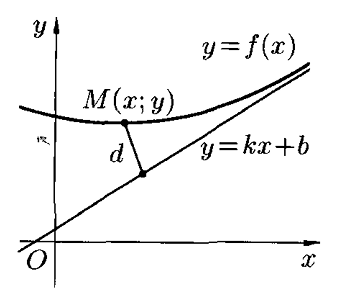 y
y=f(x)
M(x; y)
d
y=kx+b
O
x